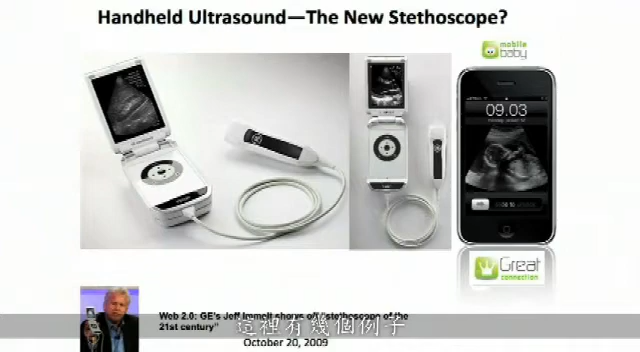 Handheld Ultrasound—The New Stethoscope?
mobile
baby
09.03
Great
connection
Web 2.0: GE's Jeff Immelt shows off "stethoscope of the
21st century"
這裡有幾個例子
October 20, 2009